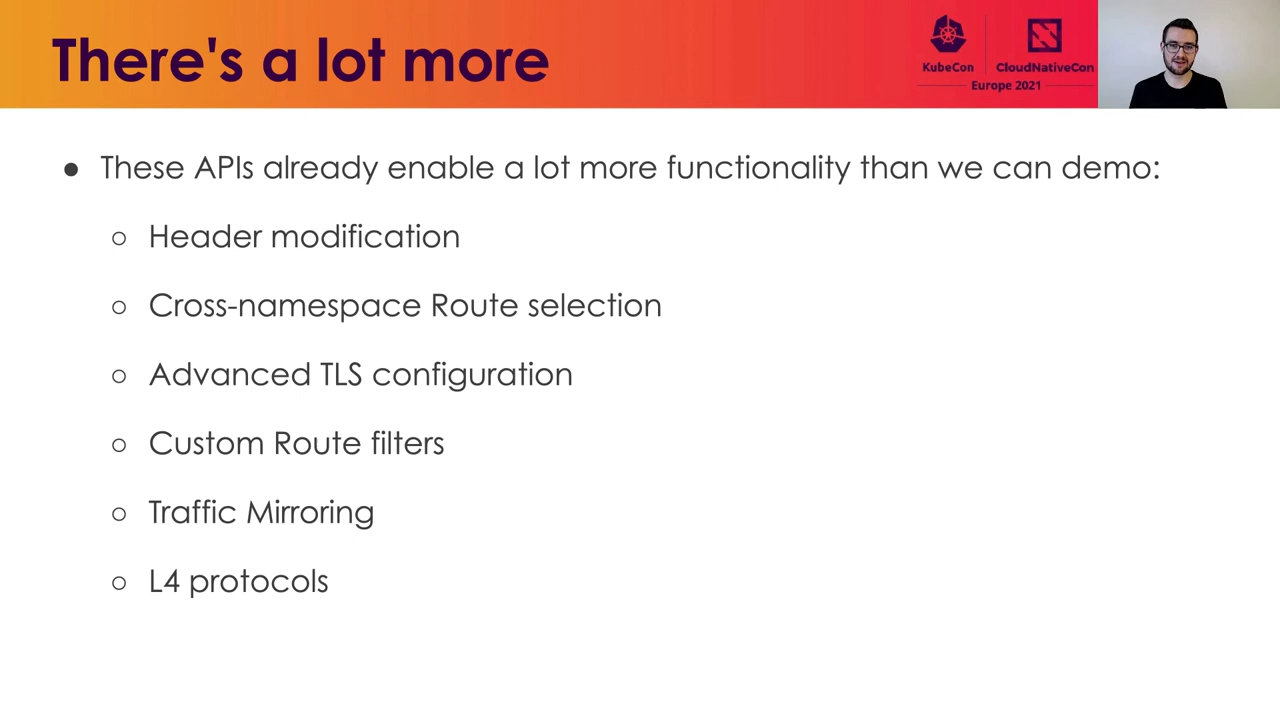 There's a lot more
KubeCon
CloudNativeCon
Europe 2021
● These APIs already enable a lot more functionality than we can demo:
○ Header modification
○ Cross-namespace Route selection
○ Advanced TLS configuration
○ Custom Route filters
○ Traffic Mirroring
○ L4 protocols